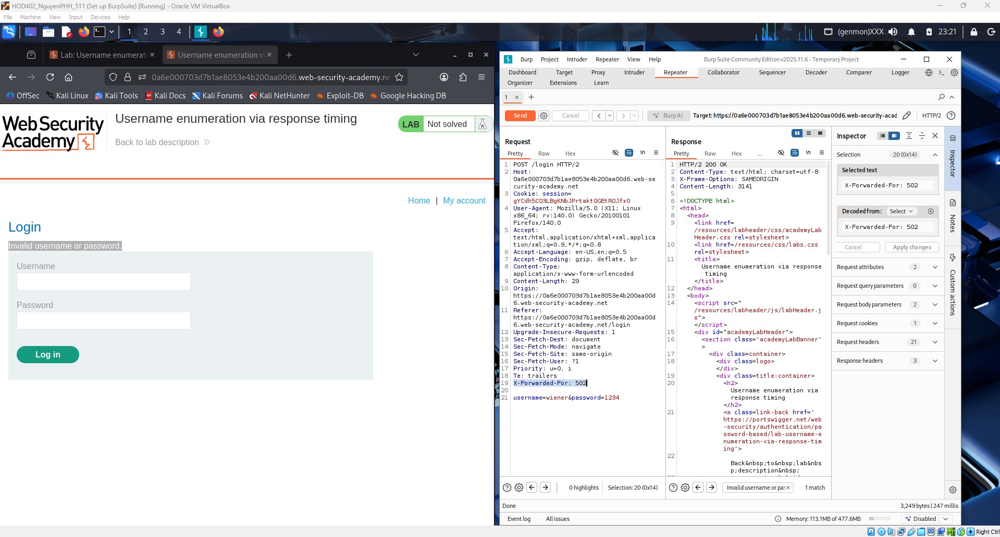 HOD402_NguyenPHH_511 (Set up BurpSuite) [Running] - Oracle VM VirtualBox
File Machine View Input Devices Help
1 2 3 4 (genmon)XXX 23:21
Lab: Username enumerati
Username enumeration vi
0a6e000703d7b1ae8053e4b200aa00d6.web-security-academy.ne
OffSec Kali Linux Kali Tools Kali Docs Kali Forums Kali NetHunter Exploit-DB Google Hacking DB
WebSecurity
Academy
Username enumeration via response timing
Back to lab description
LAB Not solved
Home | My account
Login
Invalid username or password.
Username
Password
Log in
Burp Project Intruder Repeater View Help Burp Suite Community Edition v2025.11.6 - Temporary Project
Dashboard Target Proxy Intruder Repeater Collaborator Sequencer Decoder Comparer Logger
Organizer Extensions Learn
1
Send Cancel Burp AI Target: https://0a6e000703d7b1ae8053e4b200aa00d6.web-security-acad HTTP/2
Request
Pretty Raw Hex \n
1 POST /login HTTP/2
2 Host:
0a6e000703d7b1ae8053e4b200aa00d6.web-se
curity-academy.net
3 Cookie: session=
gYCdh5CQ3LBgKNbJPrtakt0GEtROJfxO
4 User-Agent: Mozilla/5.0 (X11; Linux
x86_64; rv:140.0) Gecko/20100101
Firefox/140.0
5 Accept:
text/html,application/xhtml+xml,applica
tion/xml;q=0.9,*/*;q=0.8
6 Accept-Language: en-US,en;q=0.5
7 Accept-Encoding: gzip, deflate, br
8 Content-Type:
application/x-www-form-urlencoded
9 Content-Length: 29
10 Origin:
https://0a6e000703d7b1ae8053e4b200aa00d
6.web-security-academy.net
11 Referer:
https://0a6e000703d7b1ae8053e4b200aa00d
6.web-security-academy.net/login
12 Upgrade-Insecure-Requests: 1
13 Sec-Fetch-Dest: document
14 Sec-Fetch-Mode: navigate
15 Sec-Fetch-Site: same-origin
16 Sec-Fetch-User: ?1
17 Priority: u=0, i
18 Te: trailers
19 X-Forwarded-For: 502
20
21 username=wiener&password=1234
0 highlights Selection: 20 (0x14)
Response
Pretty Raw Hex ... \n
1 HTTP/2 200 OK
2 Content-Type: text/html; charset=utf-8
3 X-Frame-Options: SAMEORIGIN
4 Content-Length: 3141
5
6 <!DOCTYPE html>
7 <html>
8 <head>
9 <link href=
/resources/labheader/css/academyLab
Header.css rel=stylesheet>
10 <link href=/resources/css/labs.css
rel=stylesheet>
11 <title>
Username enumeration via response
timing
</title>
12 </head>
13 <body>
14 <script src="
/resources/labheader/js/labHeader.j
s">
</script>
15 <div id="academyLabHeader">
16 <section class='academyLabBanner'
>
17 <div class=container>
18 <div class=logo>
</div>
19 <div class=title-container>
20 <h2>
Username enumeration via
response timing
</h2>
21 <a class=link-back href='
https://portswigger.net/web
-security/authentication/pa
ssword-based/lab-username-e
numeration-via-response-tim
ing'>
22
Back&nbsp;to&nbsp;lab&nbs
p;description&nbsp;
Invalid username or pa 1 match
Inspector
Selection 20 (0x14)
Selected text
X-Forwarded-For: 502
Decoded from: Select
X-Forwarded-For: 502
Cancel Apply changes
Request attributes 2
Request query parameters 0
Request body parameters 2
Request cookies 1
Request headers 21
Response headers 3
Inspector
Notes
Custom actions
Done 3,249 bytes | 247 millis
Event log All issues Memory: 113.1MB of 477.6MB Disabled
Right Ctrl